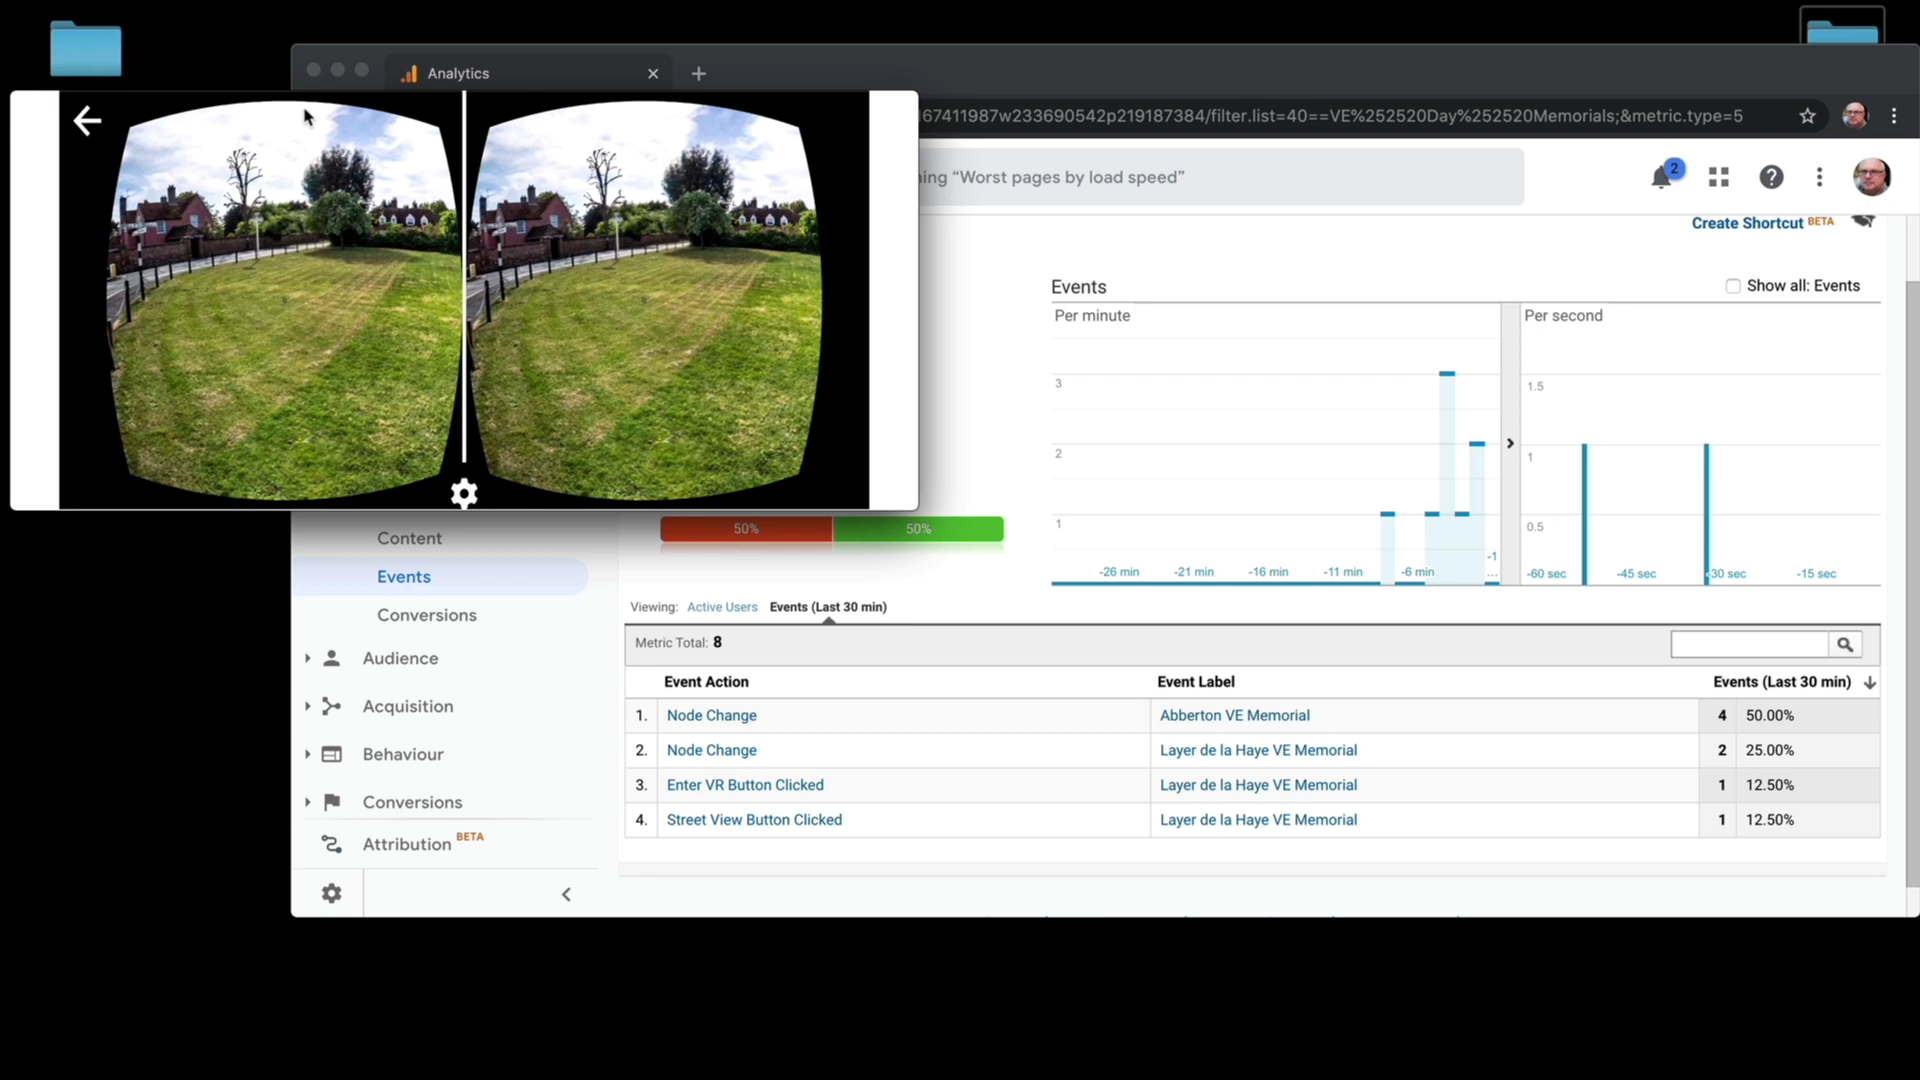 Analytics
67411987w233690542p219187384/filter.list=40==VE%252520Day%252520Memorials;&metric.type=5
ing “Worst pages by load speed”
2
Create Shortcut BETA
Events
Show all: Events
Per minute
Per second
3
2
1
1.5
1
0.5
-26 min
-21 min
-16 min
-11 min
-6 min
-1
...
-60 sec
-45 sec
-30 sec
-15 sec
50%
50%
Content
Events
Conversions
Audience
Acquisition
Behaviour
Conversions
Attribution BETA
Viewing: Active Users Events (Last 30 min)
Metric Total: 8
Event Action Event Label Events (Last 30 min)
1. Node Change Abberton VE Memorial 4 50.00%
2. Node Change Layer de la Haye VE Memorial 2 25.00%
3. Enter VR Button Clicked Layer de la Haye VE Memorial 1 12.50%
4. Street View Button Clicked Layer de la Haye VE Memorial 1 12.50%